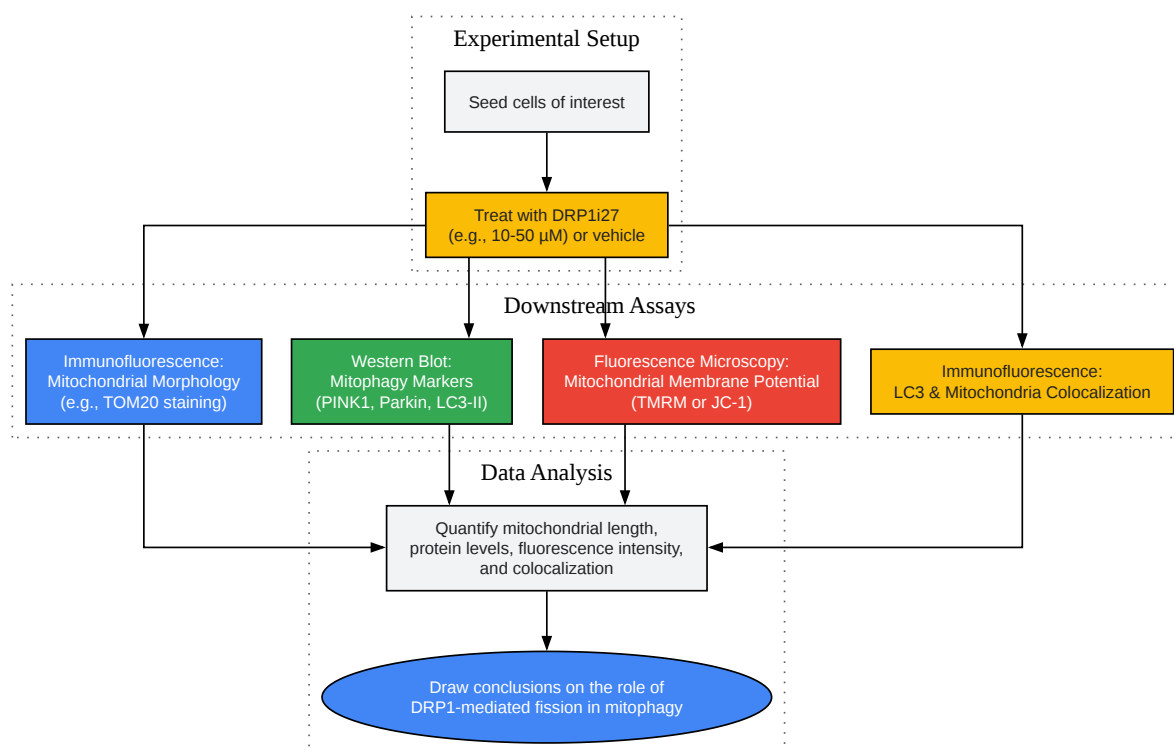 Experimental Setup
Seed cells of interest
Treat with DRP1i27
(e.g., 10-50 µM) or vehicle
Downstream Assays
Immunofluorescence:
Mitochondrial Morphology
(e.g., TOM20 staining)
Western Blot:
Mitophagy Markers
(PINK1, Parkin, LC3-II)
Fluorescence Microscopy:
Mitochondrial Membrane Potential
(TMRM or JC-1)
Immunofluorescence:
LC3 & Mitochondria Colocalization
Data Analysis
Quantify mitochondrial length,
protein levels, fluorescence intensity,
and colocalization
Draw conclusions on the role of
DRP1-mediated fission in mitophagy